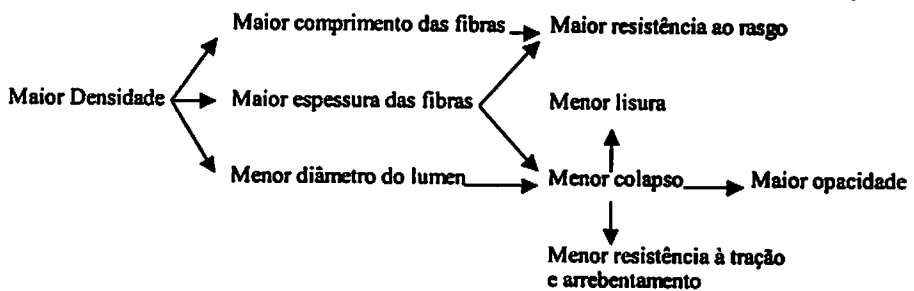 Maior comprimento das fibras
Maior resistência ao rasgo
Maior Densidade
Maior espessura das fibras
Menor lisura
Menor diâmetro do lumen
Menor colapso
Maior opacidade
Menor resistência à tração
e arrebentamento